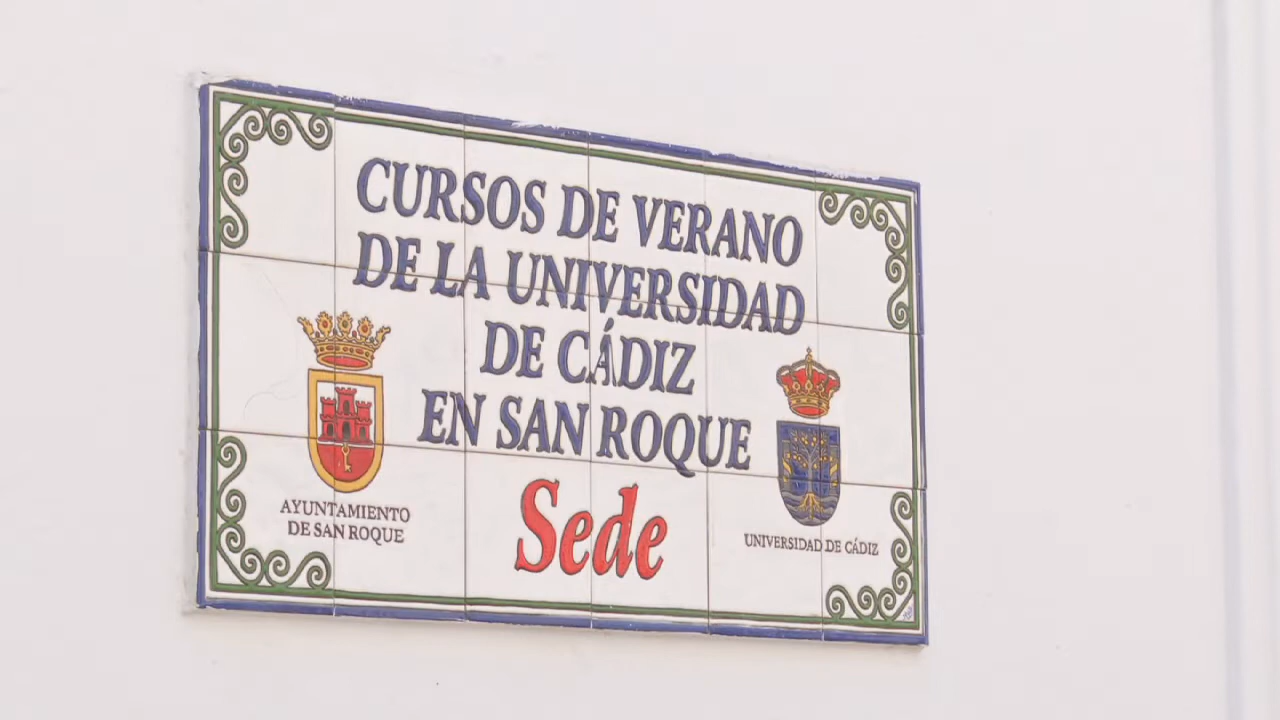 CURSOS DE VERANO
DE LA UNIVERSIDAD
DE CÁDIZ
EN SAN ROQUE
Sede
AYUNTAMIENTO
DE SAN ROQUE
UNIVERSIDAD DE CÁDIZ